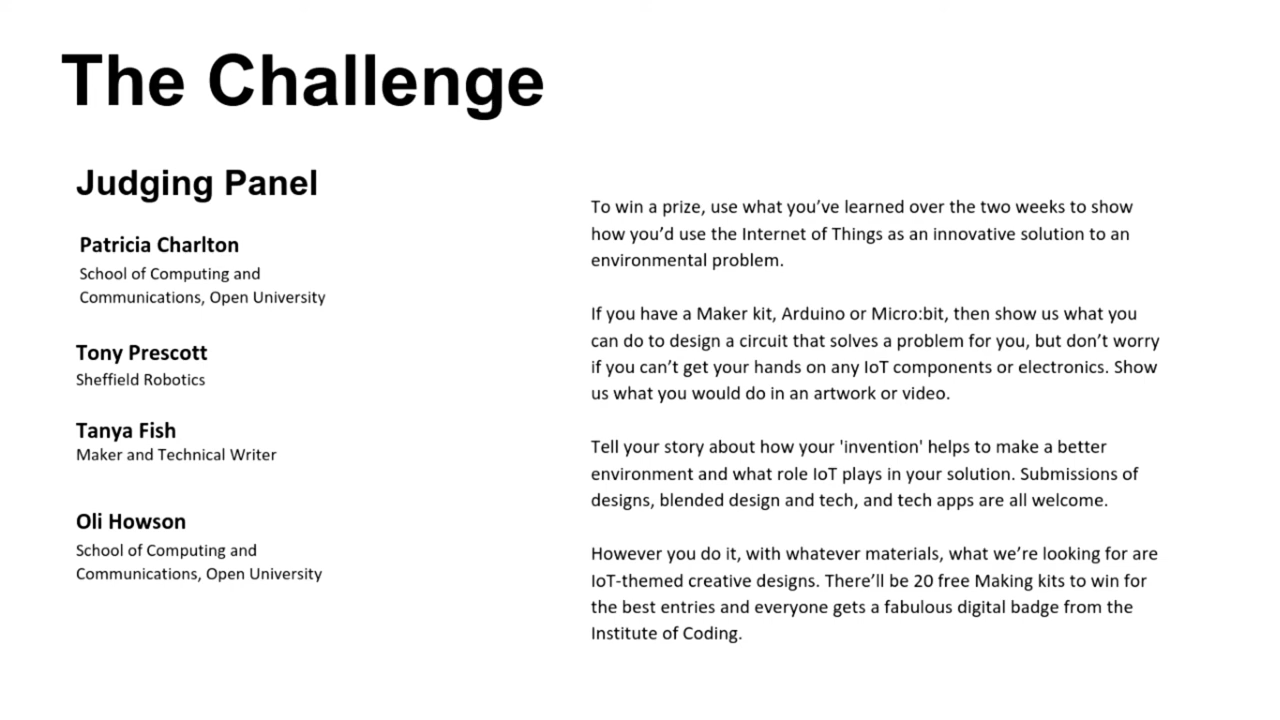 The Challenge
Judging Panel
Patricia Charlton
School of Computing and
Communications, Open University
Tony Prescott
Sheffield Robotics
Tanya Fish
Maker and Technical Writer
Oli Howson
School of Computing and
Communications, Open University
To win a prize, use what you’ve learned over the two weeks to show
how you’d use the Internet of Things as an innovative solution to an
environmental problem.
If you have a Maker kit, Arduino or Micro:bit, then show us what you
can do to design a circuit that solves a problem for you, but don’t worry
if you can’t get your hands on any IoT components or electronics. Show
us what you would do in an artwork or video.
Tell your story about how your 'invention' helps to make a better
environment and what role IoT plays in your solution. Submissions of
designs, blended design and tech, and tech apps are all welcome.
However you do it, with whatever materials, what we’re looking for are
IoT-themed creative designs. There’ll be 20 free Making kits to win for
the best entries and everyone gets a fabulous digital badge from the
Institute of Coding.